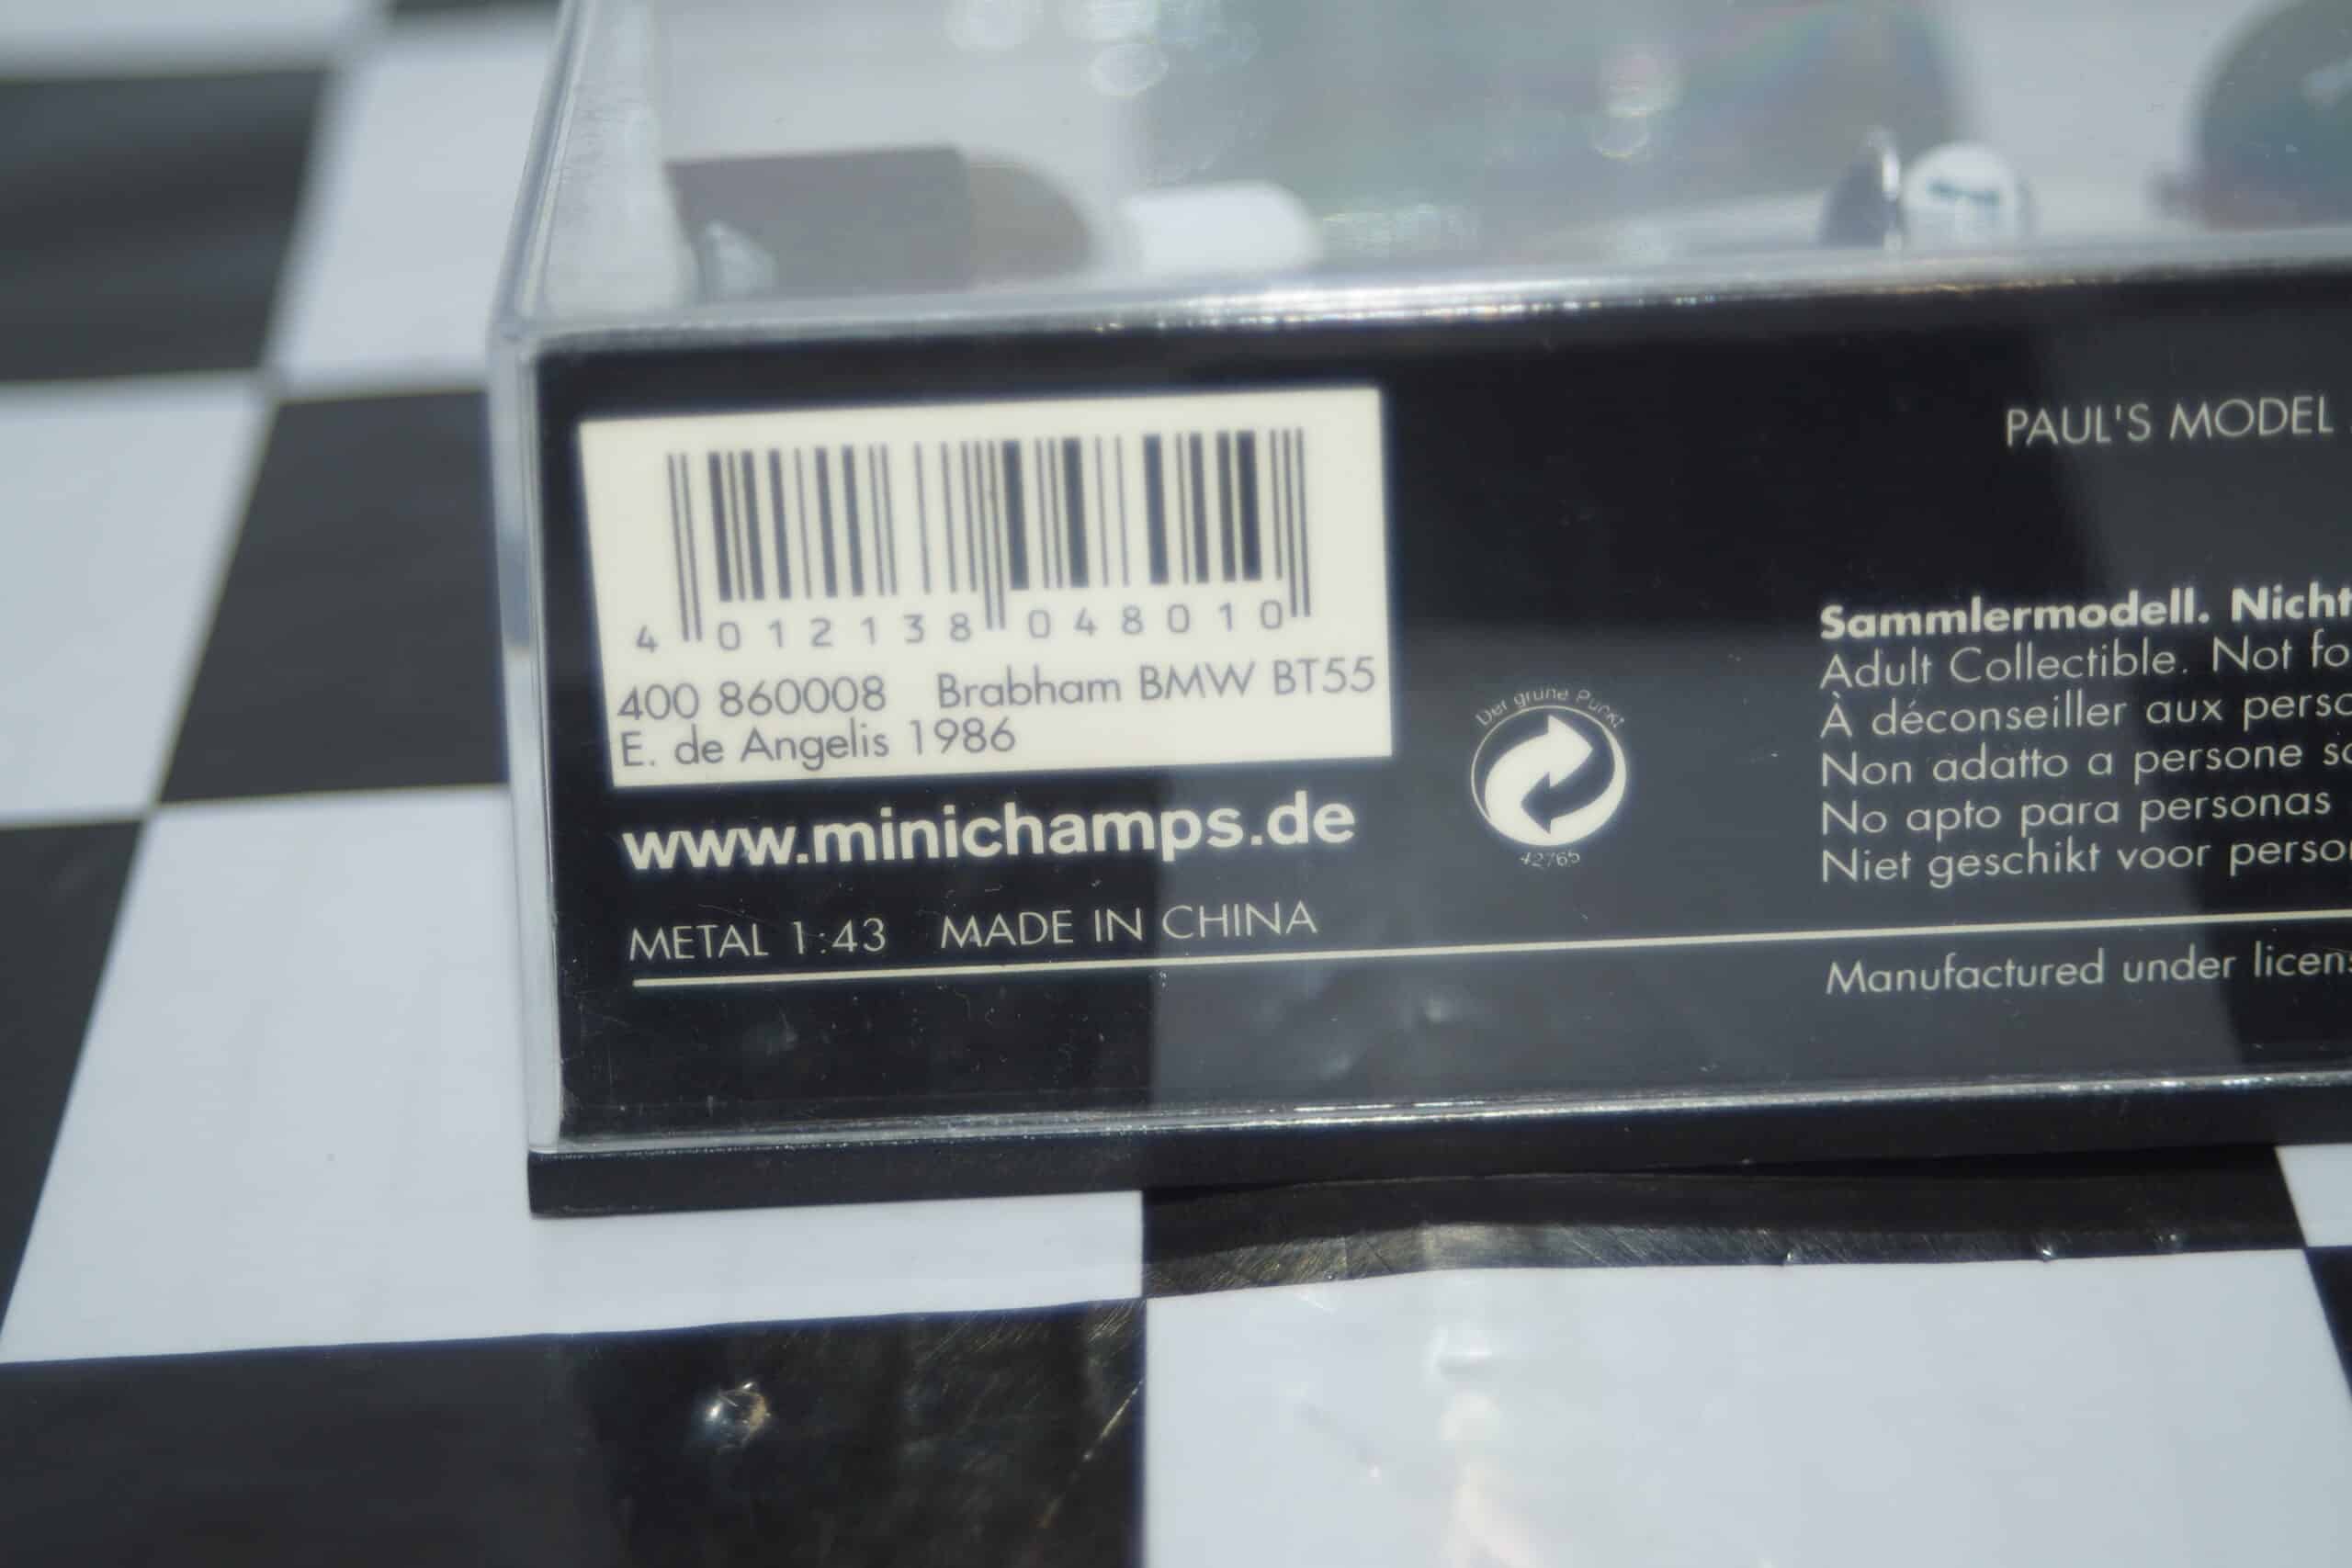 4 012138 048010
400 860008 Brabham BMW BT55
E. de Angelis 1986
www.minichamps.de
METAL 1:43 MADE IN CHINA
Der grüne Punkt
42765
PAUL'S MODEL
Sammlermodell. Nicht
Adult Collectible. Not fo
À déconseiller aux perso
Non adatto a persone
No apto para personas
Niet geschikt voor perso
Manufactured under licens